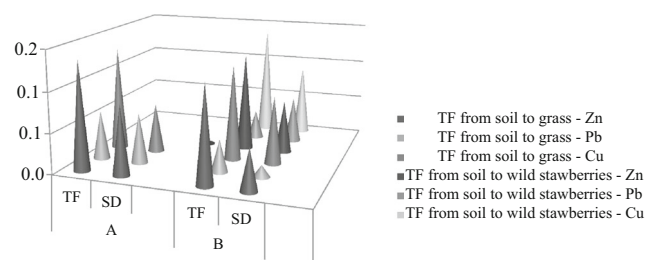 0.2
0.1
0.1
0.0
TF
SD
TF
SD
A
B
TF from soil to grass - Zn
TF from soil to grass - Pb
TF from soil to grass - Cu
TF from soil to wild stawberries - Zn
TF from soil to wild stawberries - Pb
TF from soil to wild stawberries - Cu